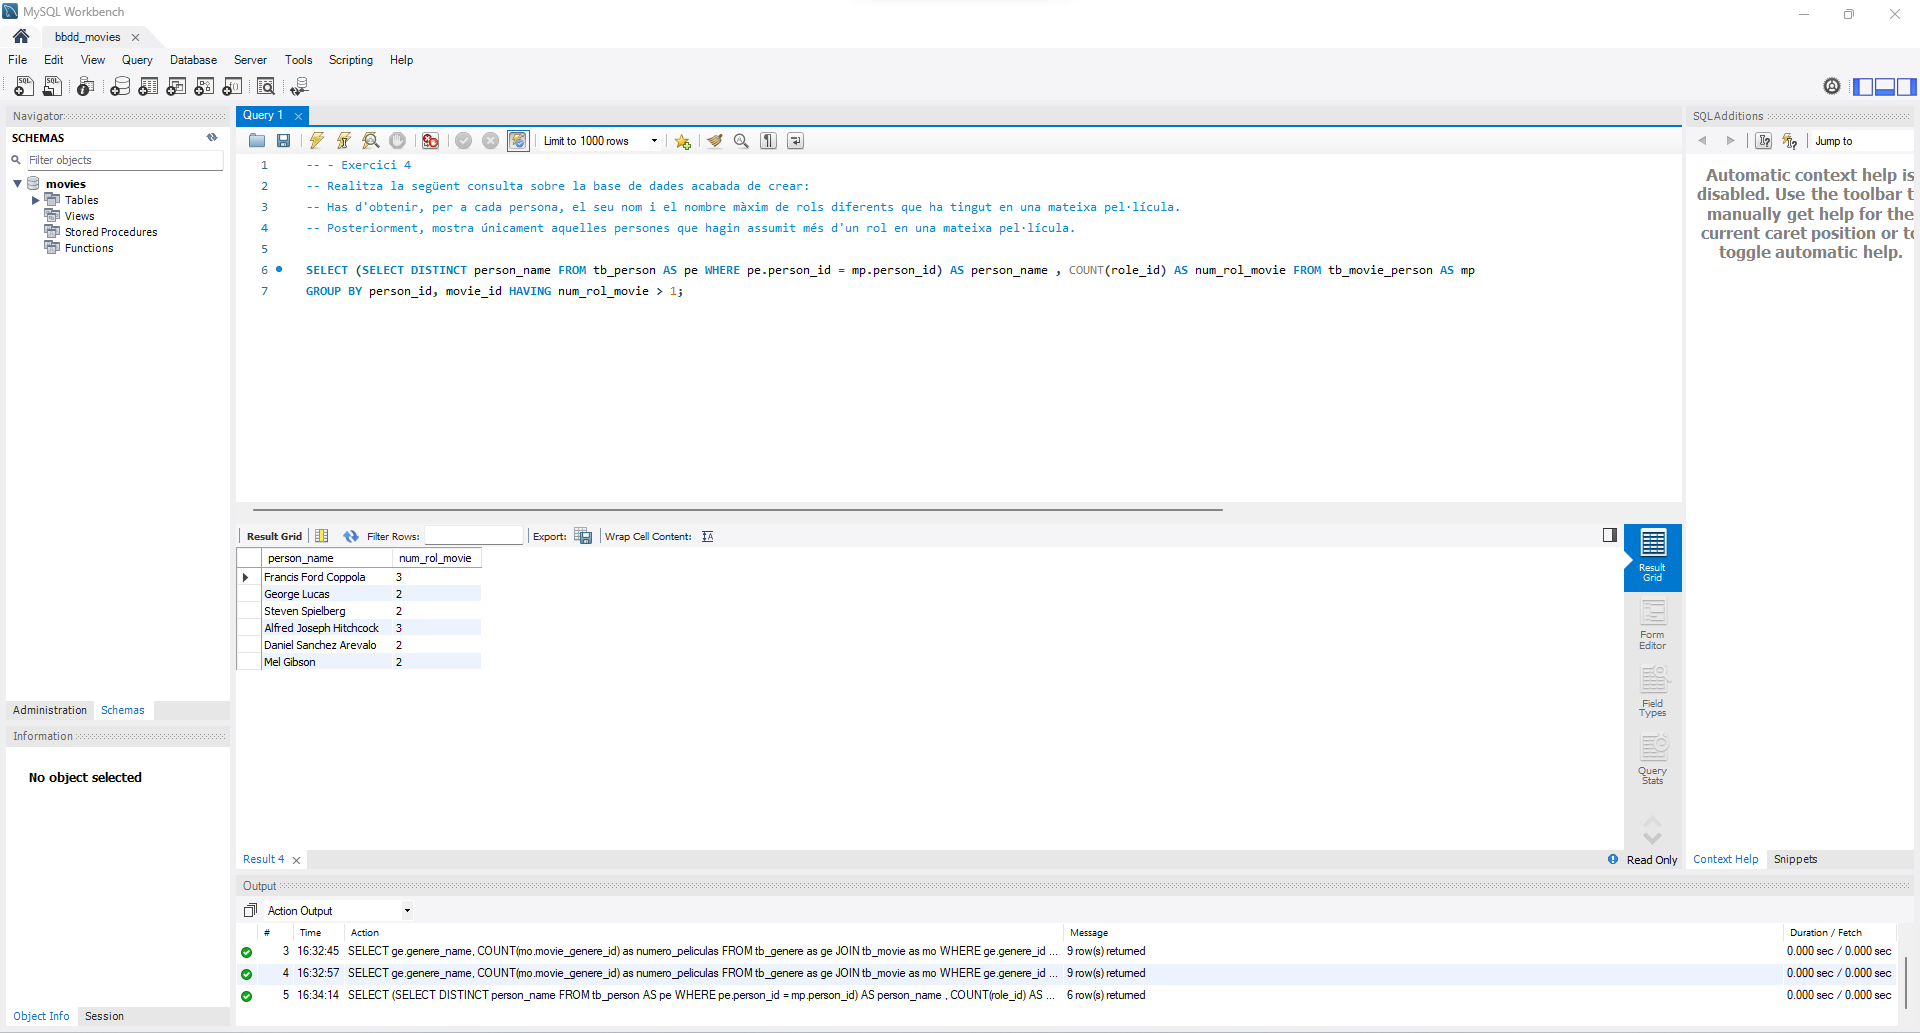 MySQL Workbench
bbdd_movies
File Edit View Query Database Server Tools Scripting Help
Navigator
SCHEMAS
Filter objects
movies
Tables
Views
Stored Procedures
Functions
Administration Schemas
Information
No object selected
Object Info Session
Query 1
Limit to 1000 rows
1 -- - Exercici 4
2 -- Realitza la següent consulta sobre la base de dades acabada de crear:
3 -- Has d'obtenir, per a cada persona, el seu nom i el nombre màxim de rols diferents que ha tingut en una mateixa pel·lícula.
4 -- Posteriorment, mostra únicament aquelles persones que hagin assumit més d'un rol en una mateixa pel·lícula.
5
6 SELECT (SELECT DISTINCT person_name FROM tb_person AS pe WHERE pe.person_id = mp.person_id) AS person_name , COUNT(role_id) AS num_rol_movie FROM tb_movie_person AS mp
7 GROUP BY person_id, movie_id HAVING num_rol_movie > 1;
Result Grid Filter Rows: Export: Wrap Cell Content:
person_name num_rol_movie
Francis Ford Coppola 3
George Lucas 2
Steven Spielberg 2
Alfred Joseph Hitchcock 3
Daniel Sanchez Arevalo 2
Mel Gibson 2
Result
Grid
Form
Editor
Field
Types
Query
Stats
Result 4
Read Only
SQLAdditions
Jump to
Automatic context help is
disabled. Use the toolbar t
manually get help for the
current caret position or to
toggle automatic help.
Context Help Snippets
Output
Action Output
# Time Action Message Duration / Fetch
3 16:32:45 SELECT ge.genere_name, COUNT(mo.movie_genere_id) as numero_peliculas FROM tb_genere as ge JOIN tb_movie as mo WHERE ge.genere_id ... 9 row(s) returned 0.000 sec / 0.000 sec
4 16:32:57 SELECT ge.genere_name, COUNT(mo.movie_genere_id) as numero_peliculas FROM tb_genere as ge JOIN tb_movie as mo WHERE ge.genere_id ... 9 row(s) returned 0.000 sec / 0.000 sec
5 16:34:14 SELECT (SELECT DISTINCT person_name FROM tb_person AS pe WHERE pe.person_id = mp.person_id) AS person_name , COUNT(role_id) AS ... 6 row(s) returned 0.000 sec / 0.000 sec